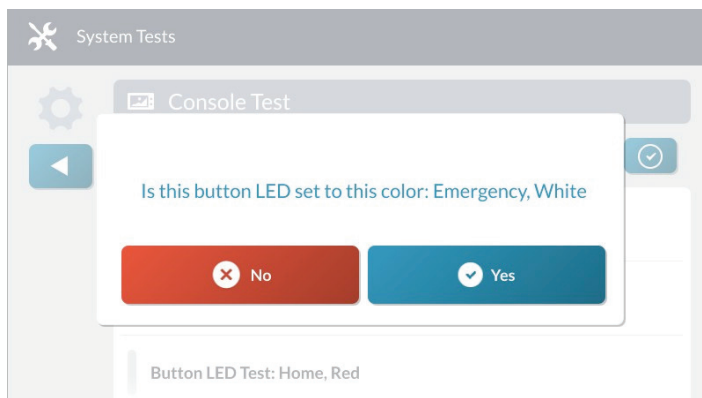 System Tests
Console Test
Is this button LED set to this color: Emergency, White
No
Yes
Button LED Test: Home, Red